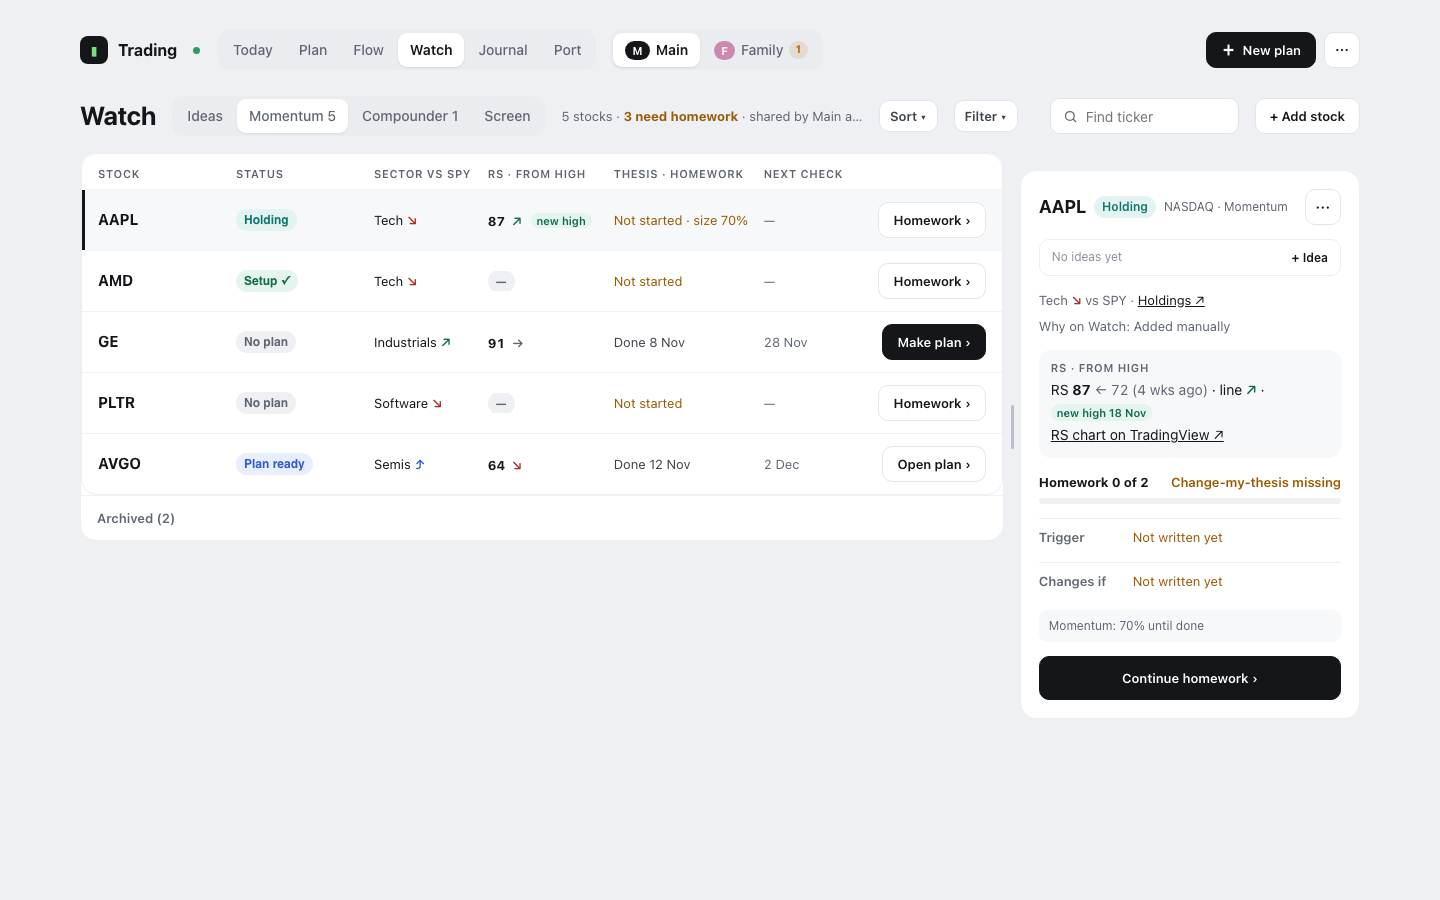 Trading
Today Plan Flow Watch Journal Port
M Main F Family 1
+ New plan ···
Watch
Ideas Momentum 5 Compounder 1 Screen
5 stocks · 3 need homework · shared by Main a...
Sort ▾ Filter ▾
Find ticker
+ Add stock
STOCK STATUS SECTOR VS SPY RS · FROM HIGH THESIS · HOMEWORK NEXT CHECK
AAPL Holding Tech ↘ 87 ↗ new high Not started · size 70% — Homework ›
AMD Setup ✓ Tech ↘ — Not started — Homework ›
GE No plan Industrials ↗ 91 → Done 8 Nov 28 Nov Make plan ›
PLTR No plan Software ↘ — Not started — Homework ›
AVGO Plan ready Semis ⤴ 64 ↘ Done 12 Nov 2 Dec Open plan ›
Archived (2)
AAPL Holding NASDAQ · Momentum ···
No ideas yet + Idea
Tech ↘ vs SPY · Holdings ↗
Why on Watch: Added manually
RS · FROM HIGH
RS 87 ← 72 (4 wks ago) · line ↗ ·
new high 18 Nov
RS chart on TradingView ↗
Homework 0 of 2 Change-my-thesis missing
Trigger Not written yet
Changes if Not written yet
Momentum: 70% until done
Continue homework ›